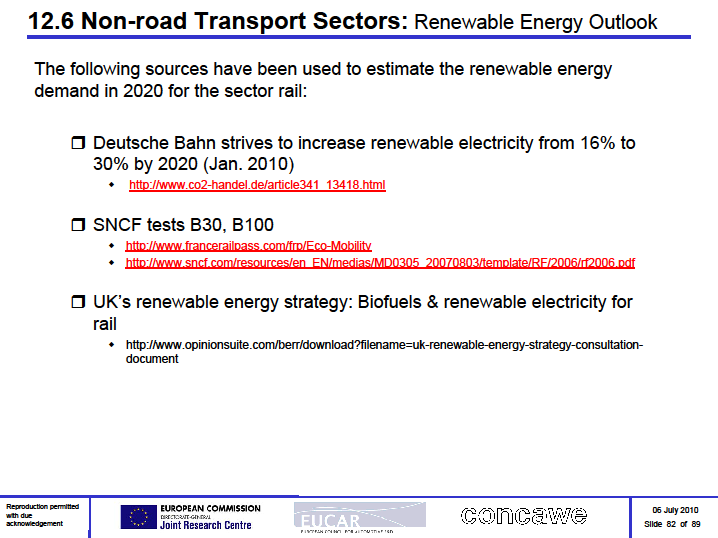 12.6 Non-road Transport Sectors: Renewable Energy Outlook
The following sources have been used to estimate the renewable energy
demand in 2020 for the sector rail:
Deutsche Bahn strives to increase renewable electricity from 16% to
30% by 2020 (Jan. 2010)
http://www.co2-handel.de/article341_13418.html
SNCF tests B30, B100
http://www.francerailpass.com/frp/Eco-Mobility
http://www.sncf.com/resources/en_EN/medias/MD0305_20070803/template/RF/2006/rf2006.pdf
UK's renewable energy strategy: Biofuels & renewable electricity for
rail
http://www.opinionsuite.com/berr/download?filename=uk-renewable-energy-strategy-consultation-
document
Reproduction permitted
with due
acknowledgement
EUROPEAN COMMISSION
DIRECTORATE-GENERAL
Joint Research Centre
EUCAR
EUROPEAN COUNCIL FOR AUTOMOTIVE R&D
concawe
06 July 2010
Slide 82 of 89